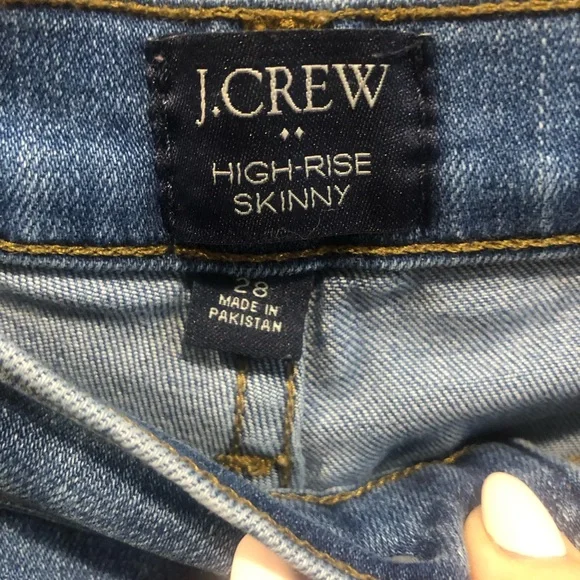 J.CREW
HIGH-RISE
SKINNY
28
MADE IN
PAKISTAN